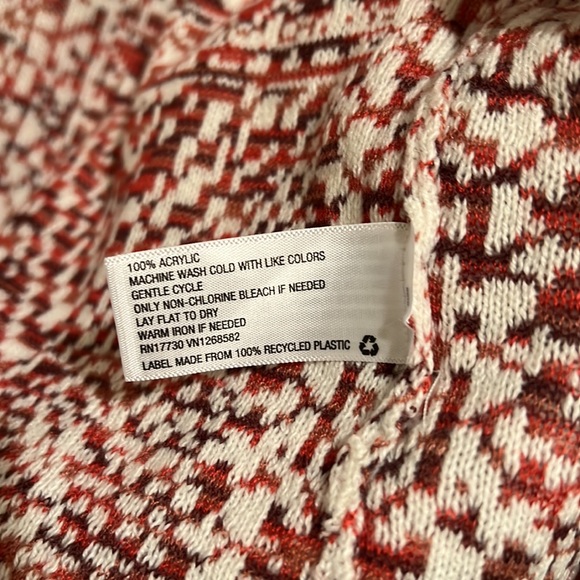 100% ACRYLIC
MACHINE WASH COLD WITH LIKE COLORS
GENTLE CYCLE
ONLY NON-CHLORINE BLEACH IF NEEDED
LAY FLAT TO DRY
WARM IRON IF NEEDED
RN17730 VN1268582
LABEL MADE FROM 100% RECYCLED PLASTIC